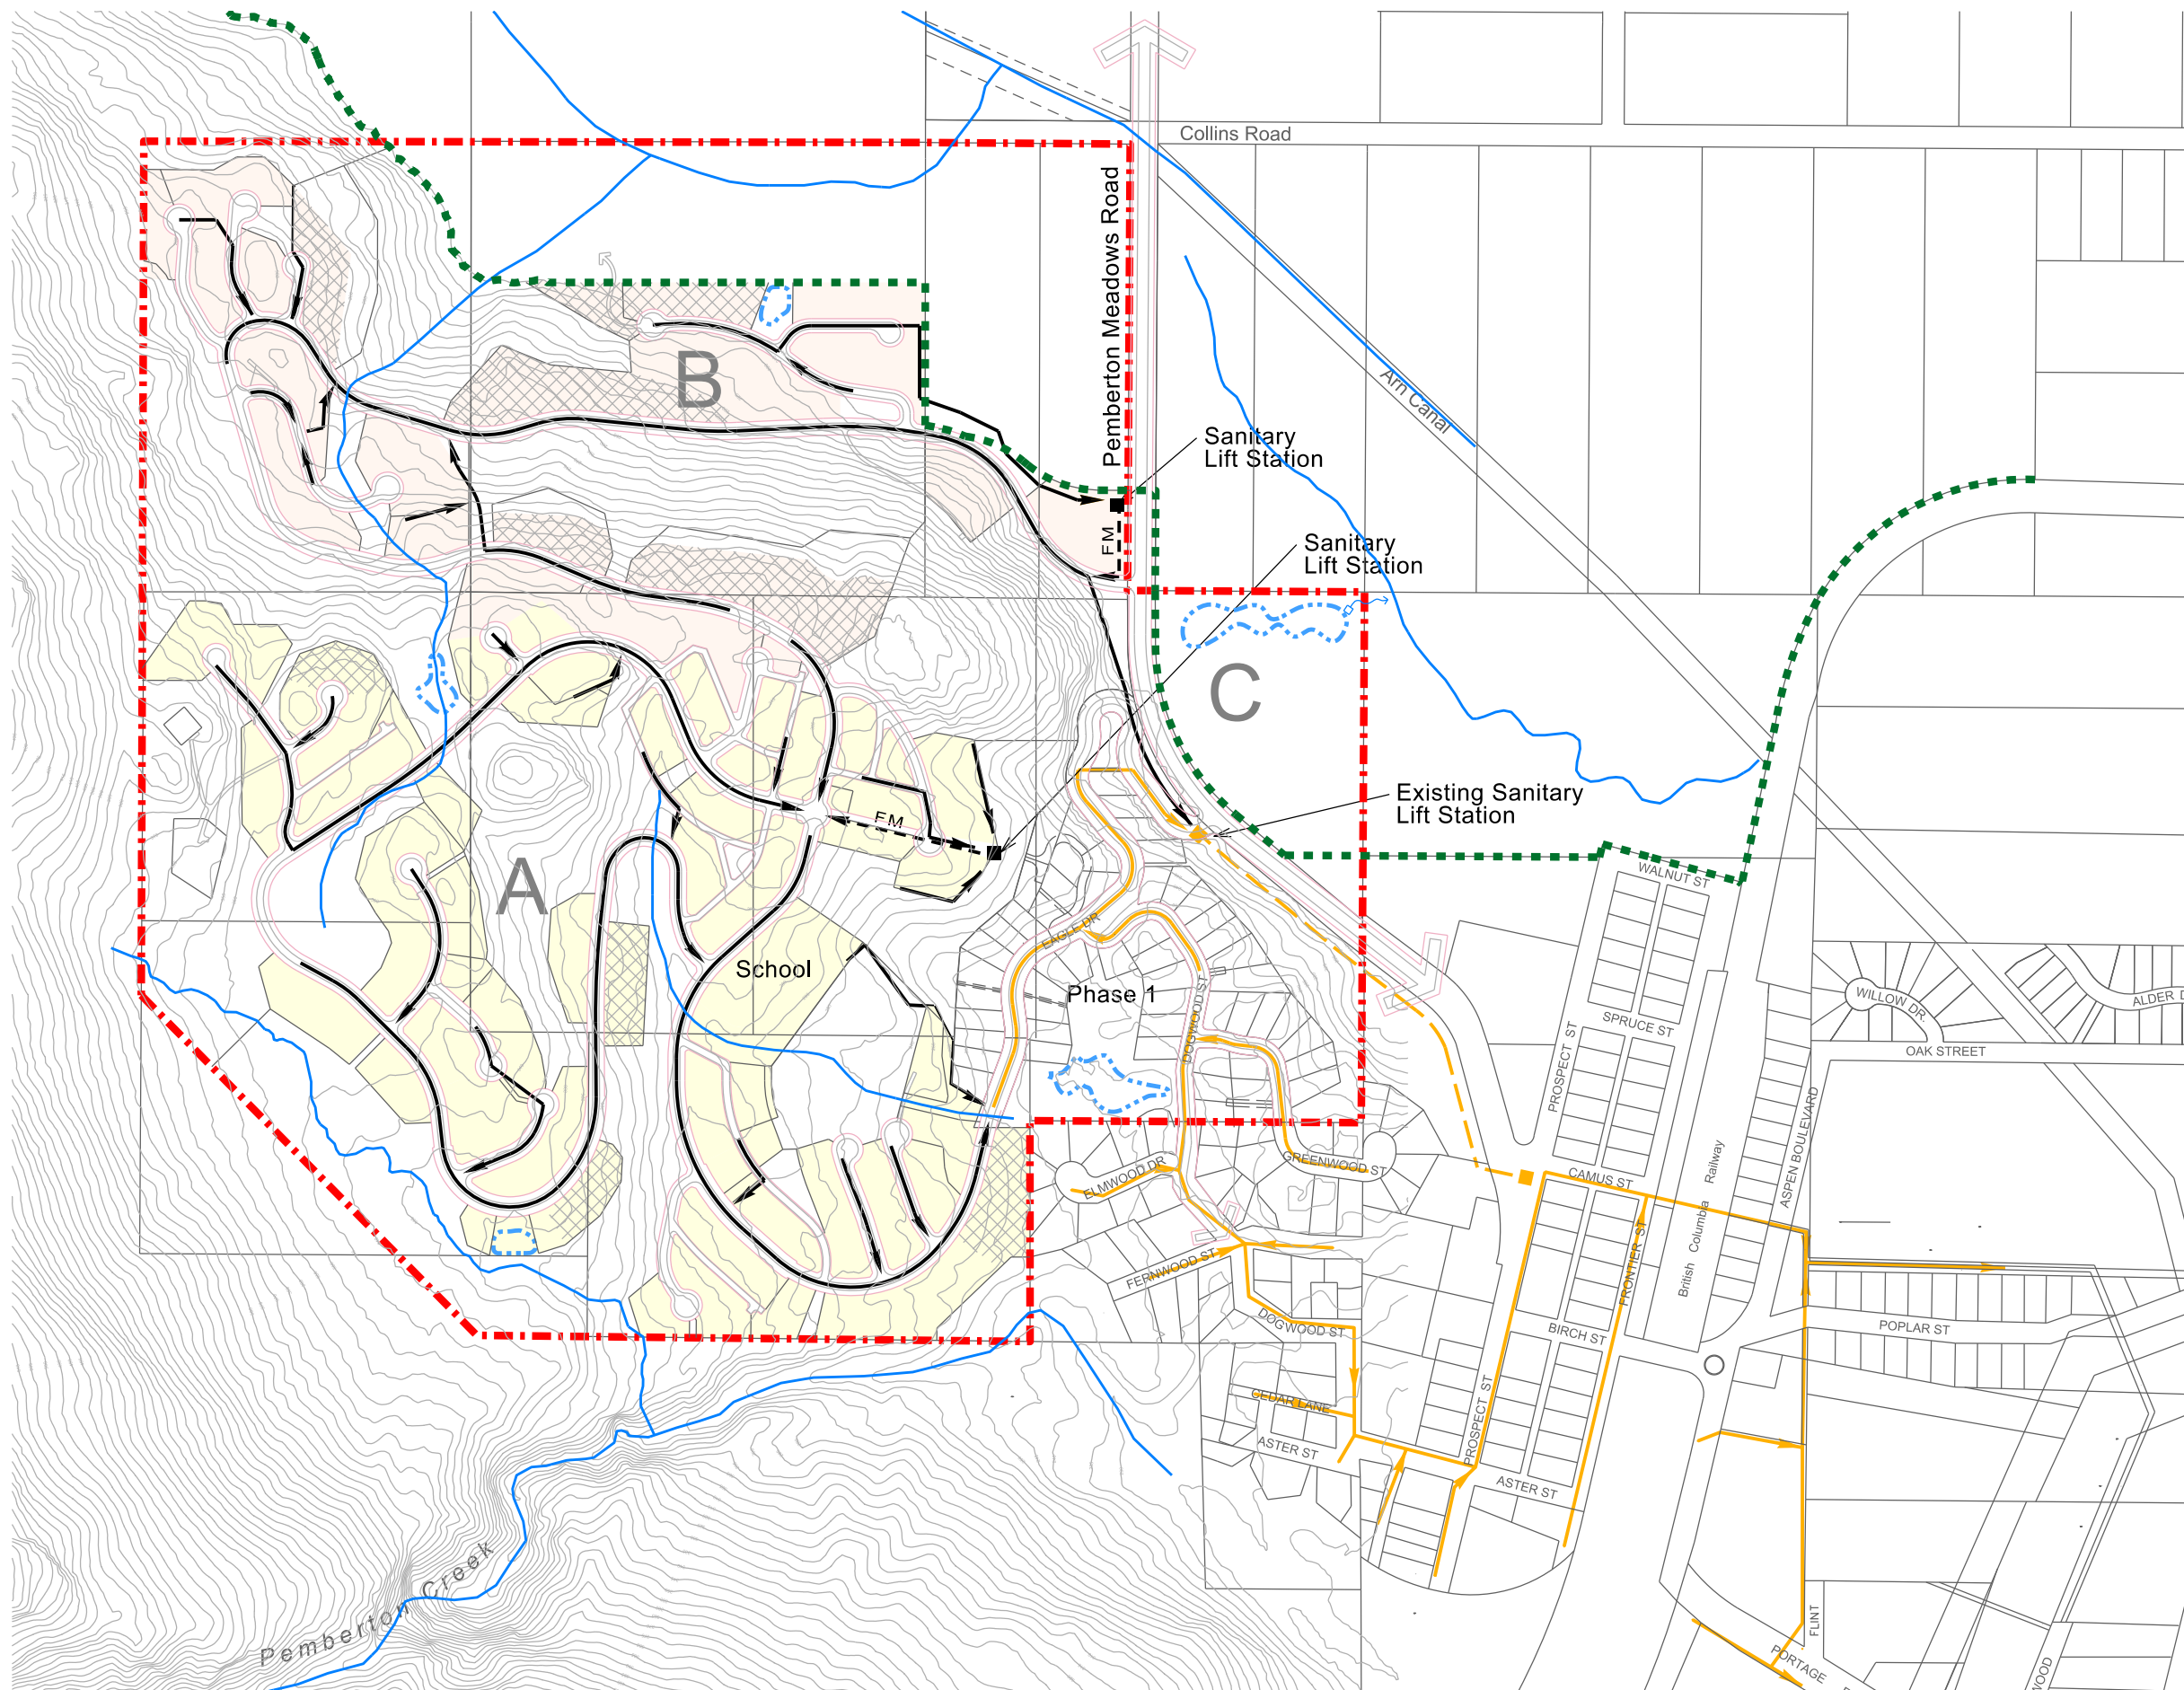 Collins Road
Pemberton Meadows Road
Arn Canal
B
Sanitary
Lift Station
FM
Sanitary
Lift Station
C
Existing Sanitary
Lift Station
FM
A
WALNUT ST
EAGLE DR
School
Phase 1
DOGWOOD ST
PROSPECT ST
SPRUCE ST
WILLOW DR.
ALDER D
OAK STREET
ASPEN BOULEVARD
British Columbia Railway
ELMWOOD DR
GREENWOOD ST
CAMUS ST
FERNWOOD ST
FRONTIER ST
DOGWOOD ST
BIRCH ST
POPLAR ST
CEDAR LANE
PROSPECT ST
ASTER ST
ASTER ST
Pemberton Creek
FLINT
PORTAGE
WOOD